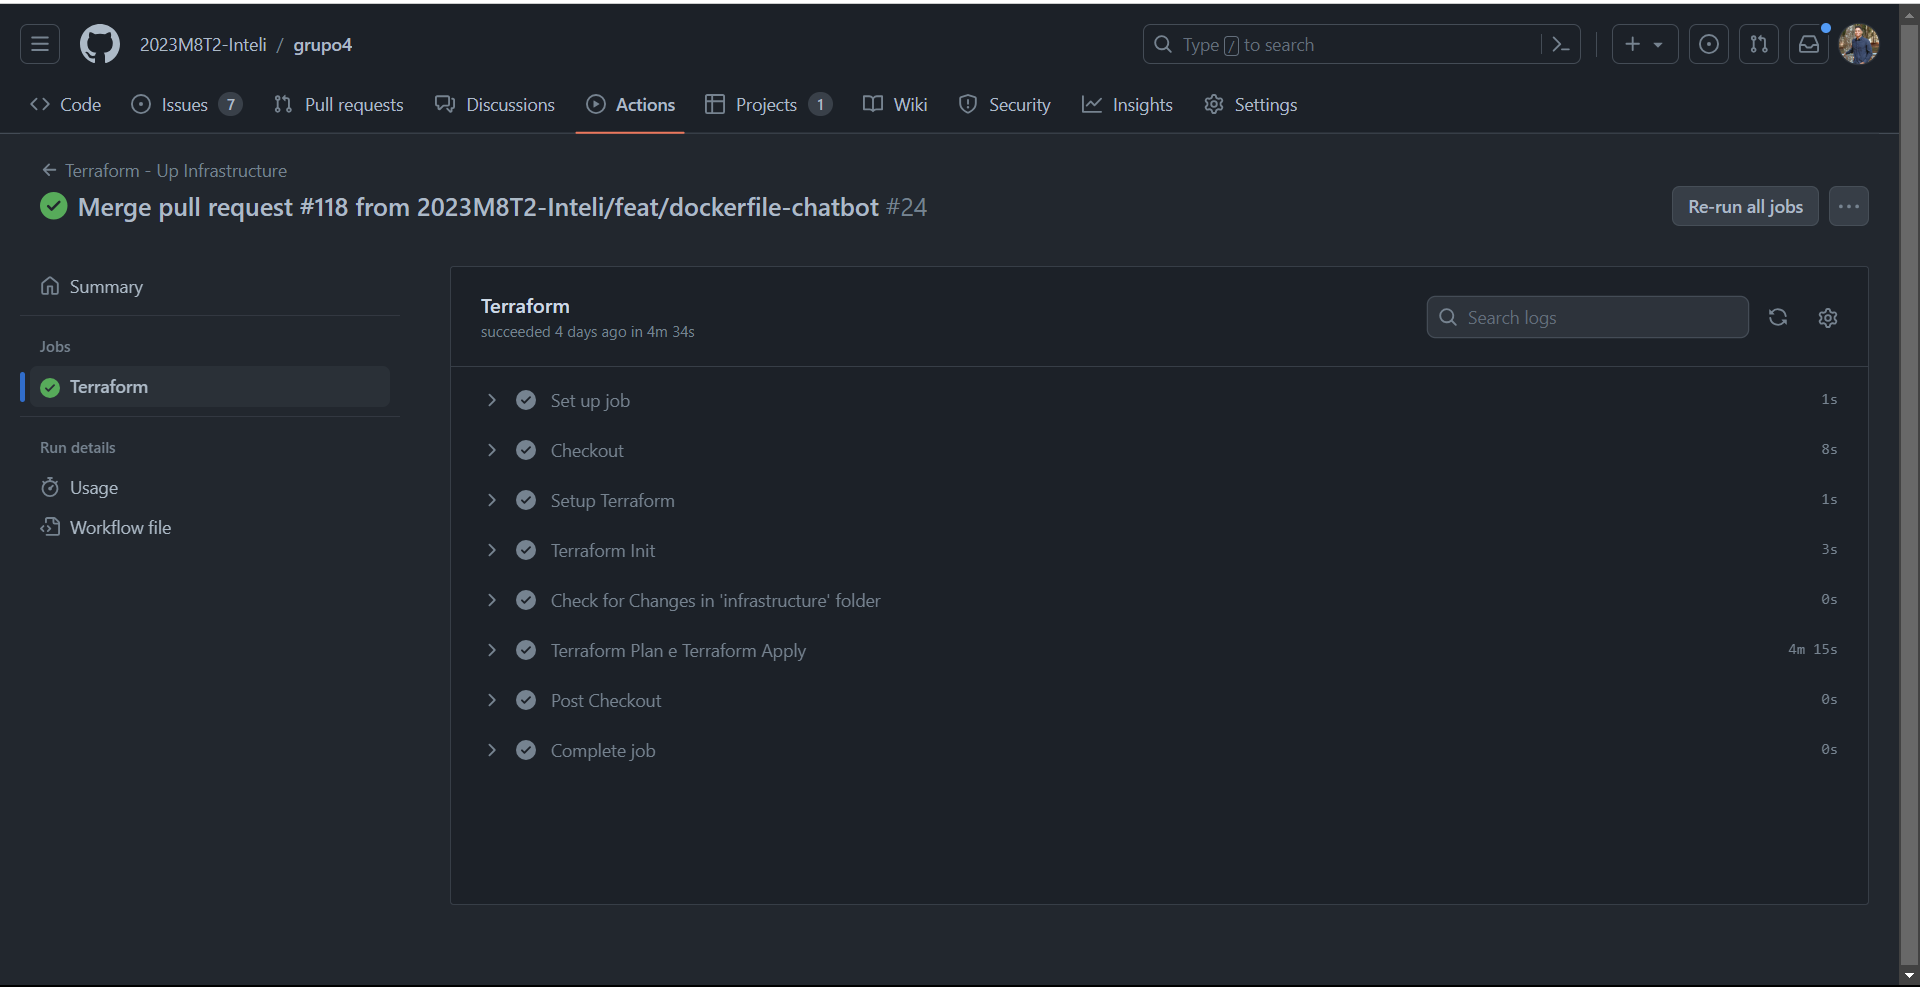 2023M8T2-Inteli / grupo4
Type / to search
Code
Issues 7
Pull requests
Discussions
Actions
Projects 1
Wiki
Security
Insights
Settings
Terraform - Up Infrastructure
Merge pull request #118 from 2023M8T2-Inteli/feat/dockerfile-chatbot #24
Re-run all jobs
Summary
Jobs
Terraform
Run details
Usage
Workflow file
Terraform
succeeded 4 days ago in 4m 34s
Search logs
Set up job 1s
Checkout 8s
Setup Terraform 1s
Terraform Init 3s
Check for Changes in 'infrastructure' folder 0s
Terraform Plan e Terraform Apply 4m 15s
Post Checkout 0s
Complete job 0s